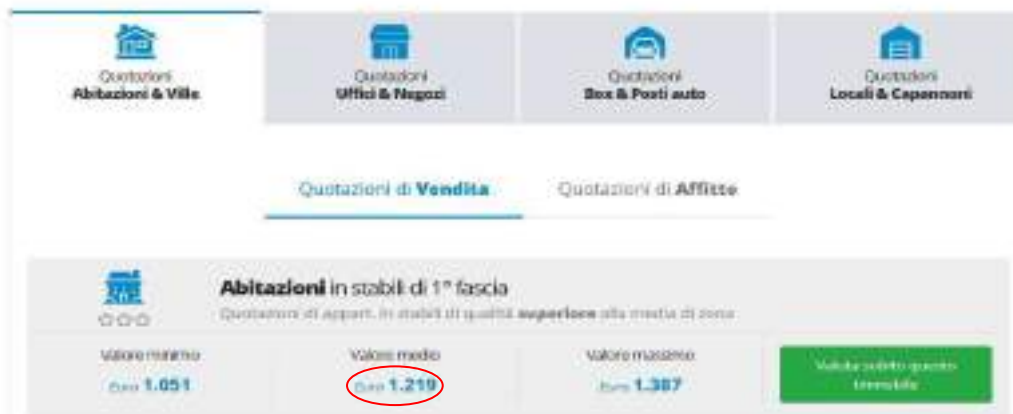 Quotazioni
Abitazioni & Ville
Quotazioni
Uffici & Negozi
Quotazioni
Box & Posti auto
Quotazioni
Locali & Capannoni
Quotazioni di Vendita
Quotazioni di Affitto
Abitazioni in stabili di 1° fascia
Quotazioni di appart. in stabili di qualità superiore alla media di zona
Valore minimo
Valore medio
Valore massimo
Valuta subito questo
immobile
Euro 1.051
Euro 1.219
Euro 1.387